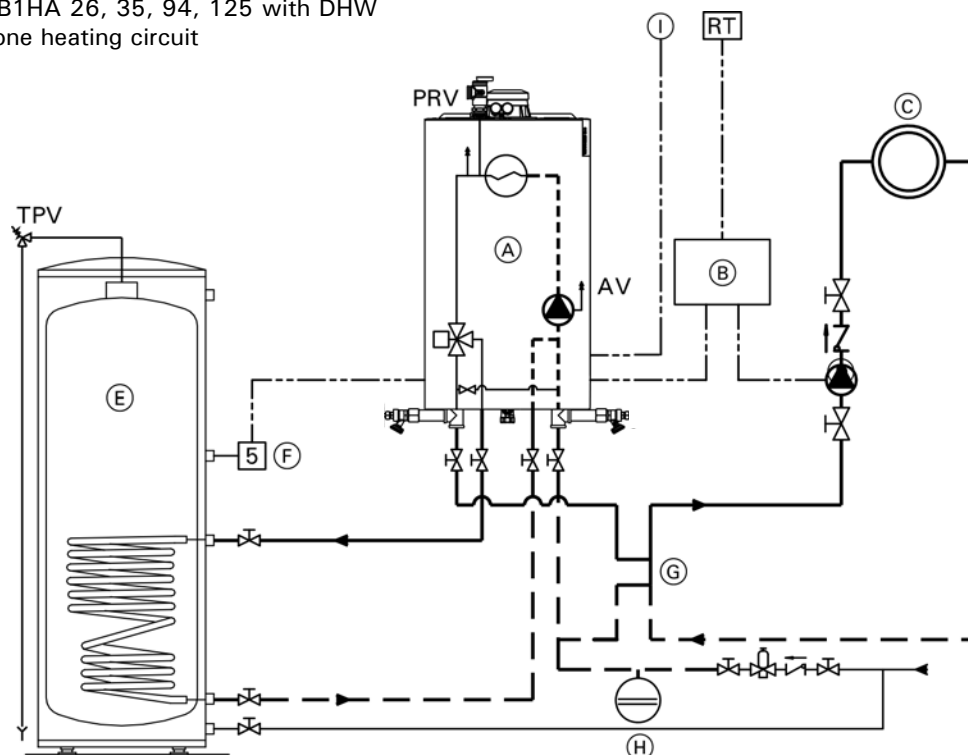 B1HA 26, 35, 94, 125 with DHW
one heating circuit
I
RT
PRV
C
TPV
A
B
AV
E
5
F
G
H